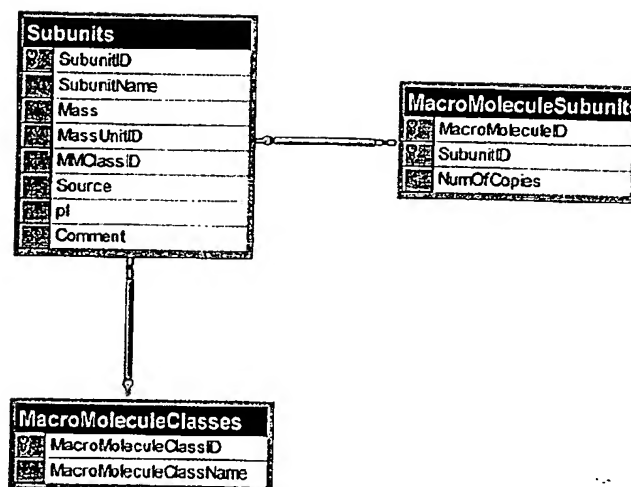 Subunits
SubunitID
SubunitName
Mass
MassUnitID
MMClassID
Source
pI
Comment
MacroMoleculeSubunits
MacroMoleculeID
SubunitID
NumOfCopies
MacroMoleculeClasses
MacroMoleculeClassID
MacroMoleculeClassName